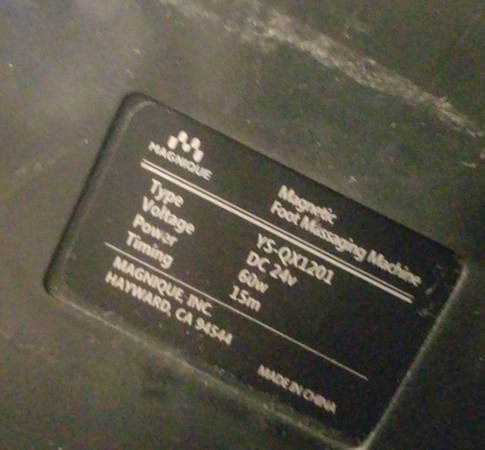 MAGNIQUE
Magnetic
Foot Massaging Machine
Type YS-QX1201
Voltage DC 24v
Power 60w
Timing 15m
MAGNIQUE, INC.
HAYWARD, CA 94544
MADE IN CHINA